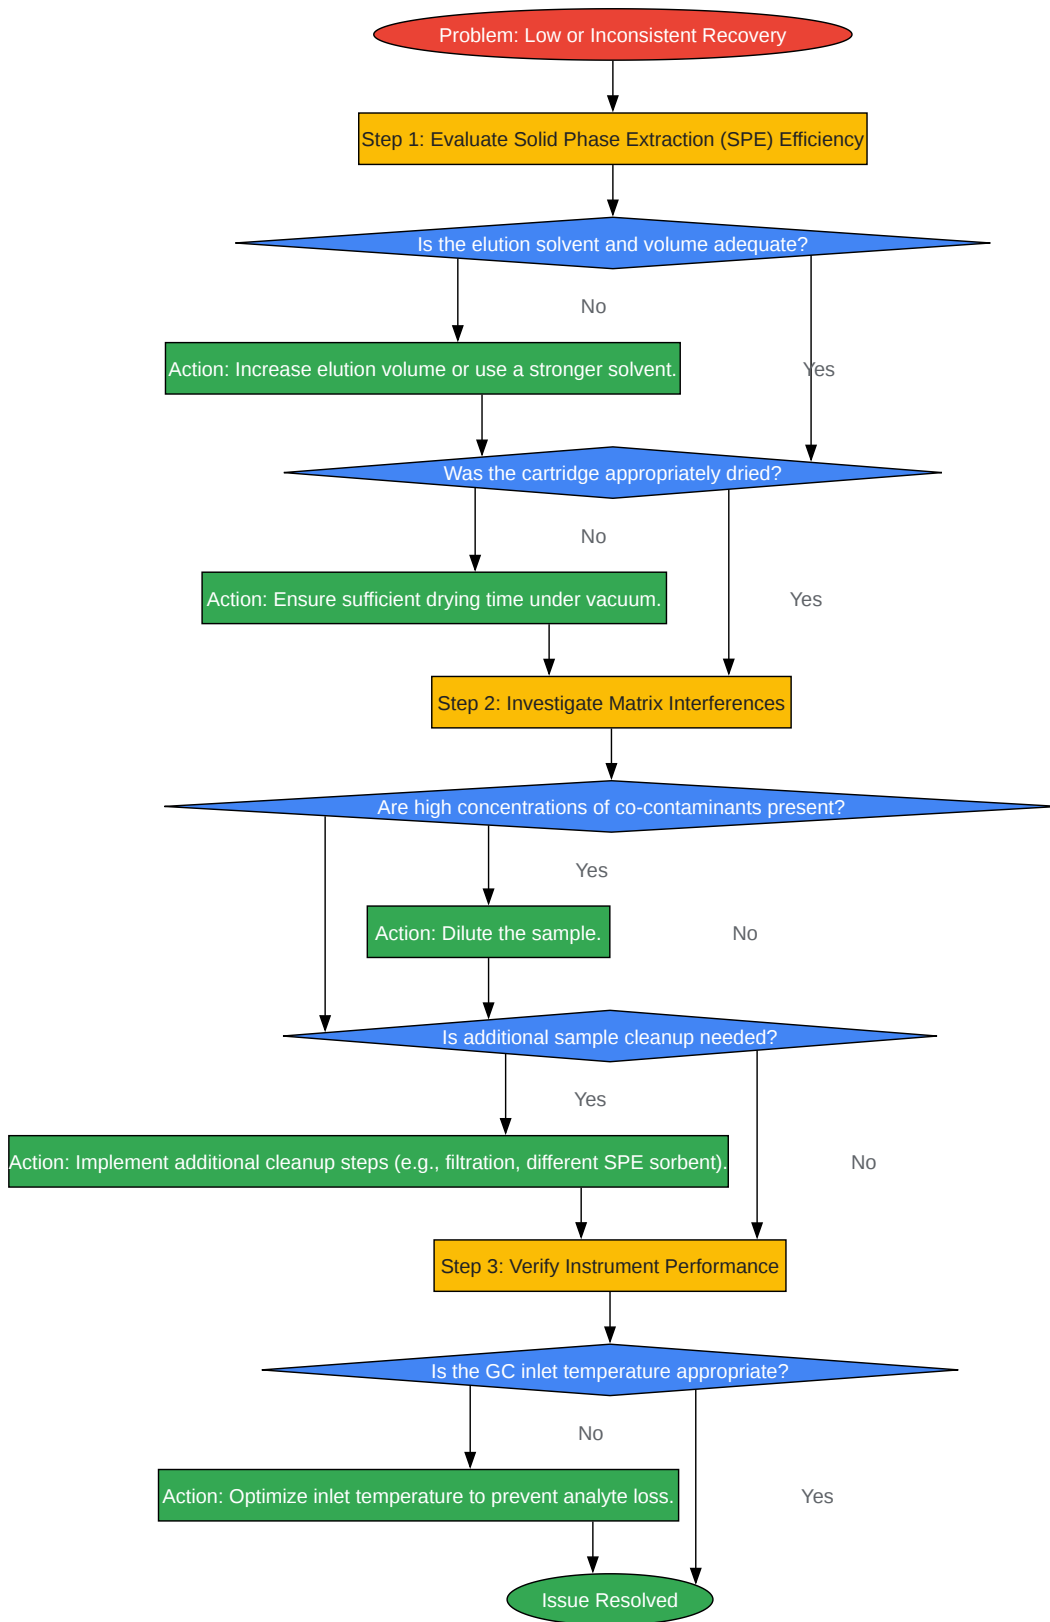 Problem: Low or Inconsistent Recovery
Step 1: Evaluate Solid Phase Extraction (SPE) Efficiency
Is the elution solvent and volume adequate?
No
Action: Increase elution volume or use a stronger solvent.
Yes
Was the cartridge appropriately dried?
No
Action: Ensure sufficient drying time under vacuum.
Yes
Step 2: Investigate Matrix Interferences
Are high concentrations of co-contaminants present?
Yes
Action: Dilute the sample.
No
Is additional sample cleanup needed?
Yes
Action: Implement additional cleanup steps (e.g., filtration, different SPE sorbent).
No
Step 3: Verify Instrument Performance
Is the GC inlet temperature appropriate?
No
Action: Optimize inlet temperature to prevent analyte loss.
Yes
Issue Resolved